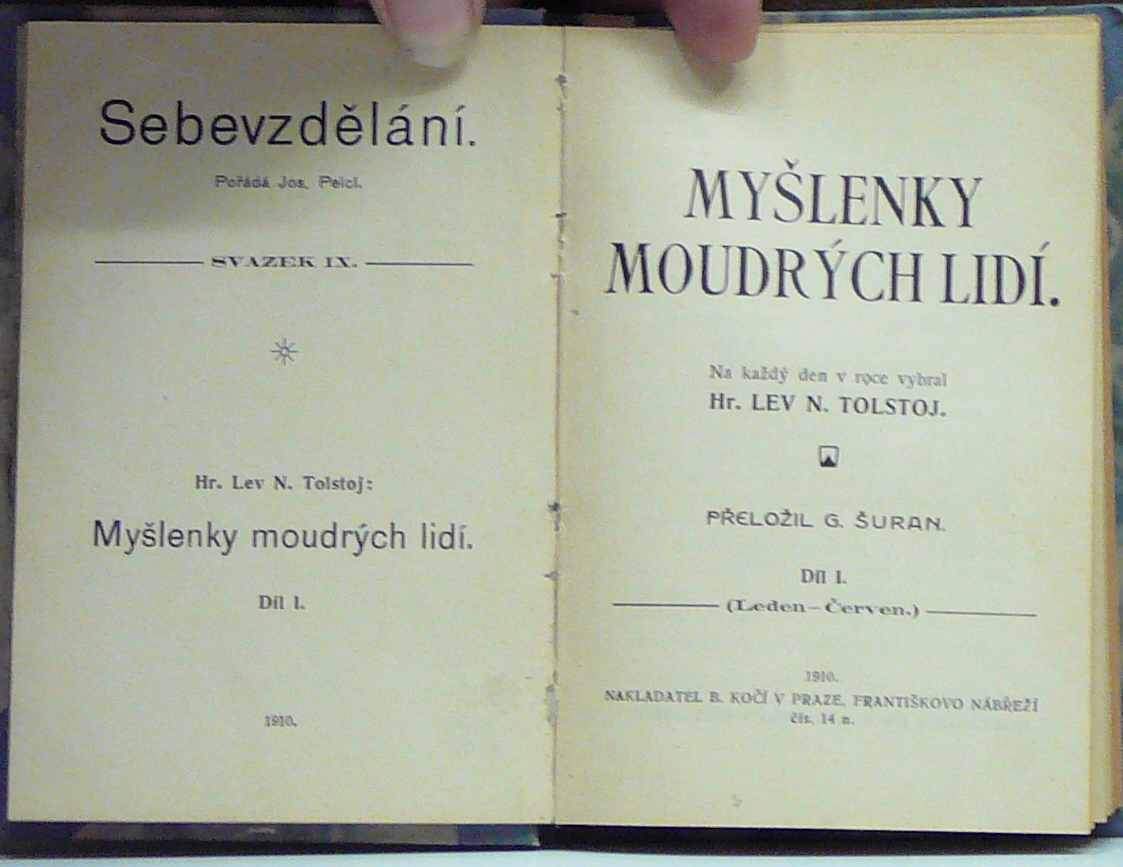 Sebevzdělání.
Pořádá Jos. Pelcl.
SVAZEK IX.
Hr. Lev N. Tolstoj:
Myšlenky moudrých lidí.
Díl I.
1910.
MYŠLENKY
MOUDRÝCH LIDÍ.
Na každý den v roce vybral
Hr. LEV N. TOLSTOJ.
PŘELOŽIL G. ŠURAN.
Díl I.
(Leden–Červen.)
1910.
NAKLADATEL B. KOČÍ V PRAZE, FRANTIŠKOVO NÁBŘEŽÍ
čís. 14 n.